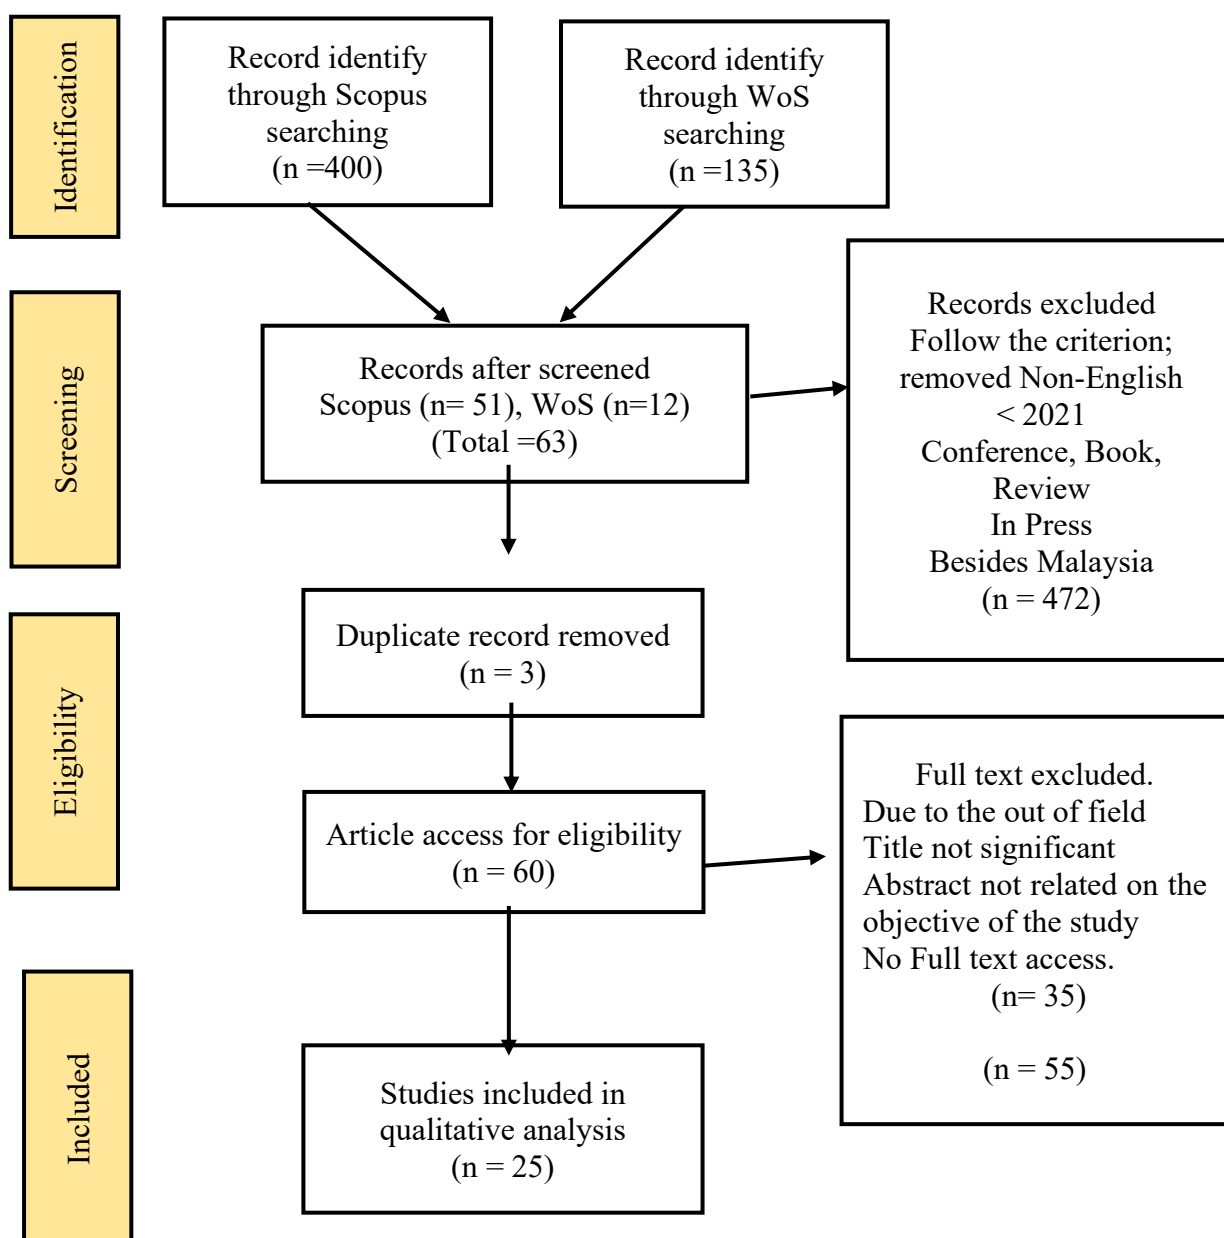 Identification
Record identify
through Scopus
searching
(n =400)
Record identify
through WoS
searching
(n =135)
Screening
Records after screened
Scopus (n= 51), WoS (n=12)
(Total =63)
Records excluded
Follow the criterion;
removed Non-English
< 2021
Conference, Book,
Review
In Press
Besides Malaysia
(n = 472)
Eligibility
Duplicate record removed
(n = 3)
Article access for eligibility
(n = 60)
Full text excluded.
Due to the out of field
Title not significant
Abstract not related on the
objective of the study
No Full text access.
(n= 35)
(n = 55)
Included
Studies included in
qualitative analysis
(n = 25)